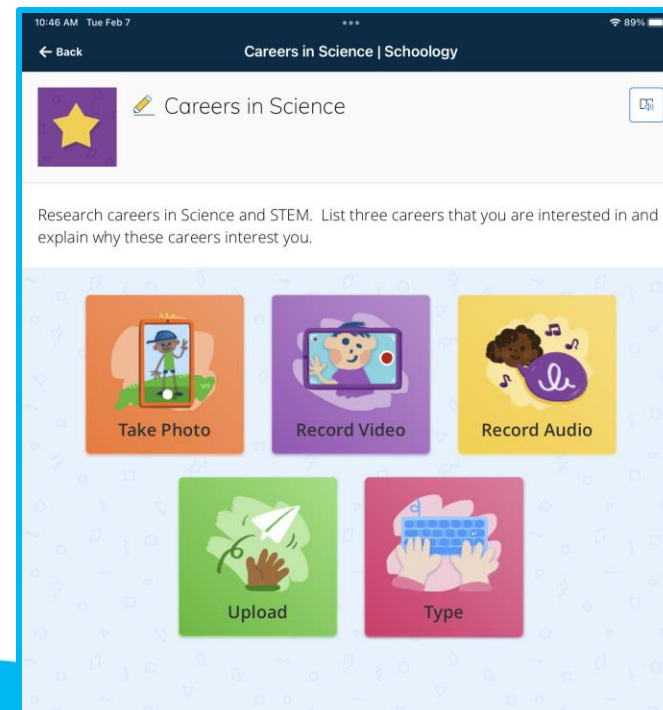 10:46 AM Tue Feb 7 89%
← Back Careers in Science | Schoology
Careers in Science
Research careers in Science and STEM. List three careers that you are interested in and
explain why these careers interest you.
Take Photo Record Video Record Audio
Upload Type